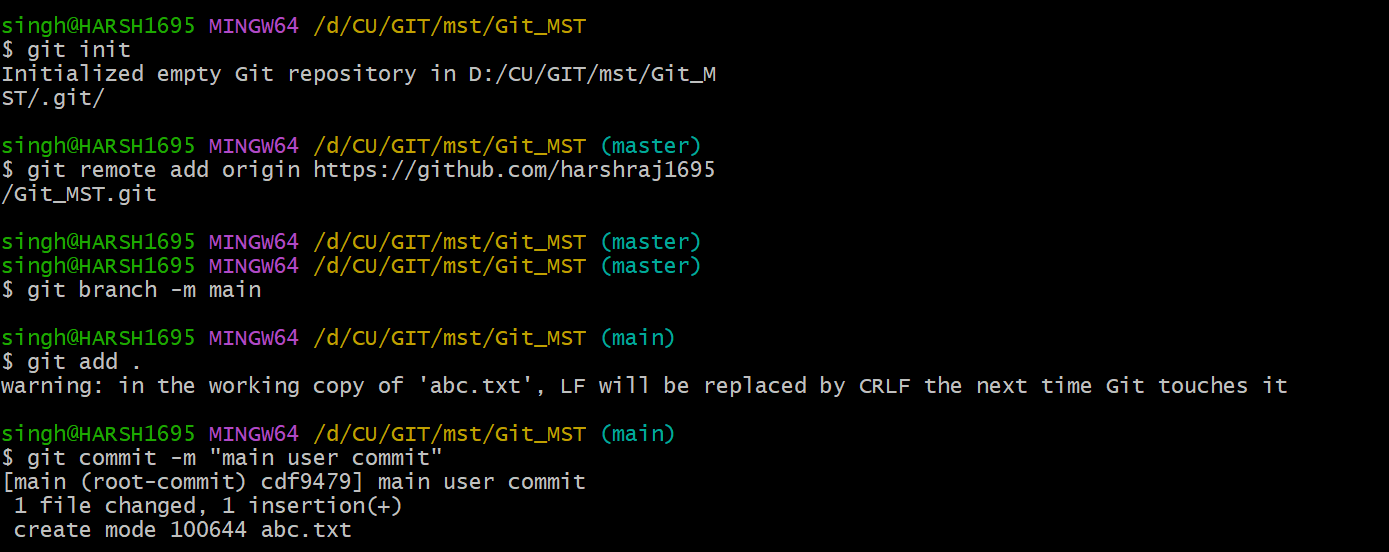 singh@HARSH1695 MINGW64 /d/CU/GIT/mst/Git_MST
$ git init
Initialized empty Git repository in D:/CU/GIT/mst/Git_M
ST/.git/
singh@HARSH1695 MINGW64 /d/CU/GIT/mst/Git_MST (master)
$ git remote add origin https://github.com/harshraj1695
/Git_MST.git
singh@HARSH1695 MINGW64 /d/CU/GIT/mst/Git_MST (master)
singh@HARSH1695 MINGW64 /d/CU/GIT/mst/Git_MST (master)
$ git branch -m main
singh@HARSH1695 MINGW64 /d/CU/GIT/mst/Git_MST (main)
$ git add .
warning: in the working copy of 'abc.txt', LF will be replaced by CRLF the next time Git touches it
singh@HARSH1695 MINGW64 /d/CU/GIT/mst/Git_MST (main)
$ git commit -m "main user commit"
[main (root-commit) cdf9479] main user commit
 1 file changed, 1 insertion(+)
 create mode 100644 abc.txt